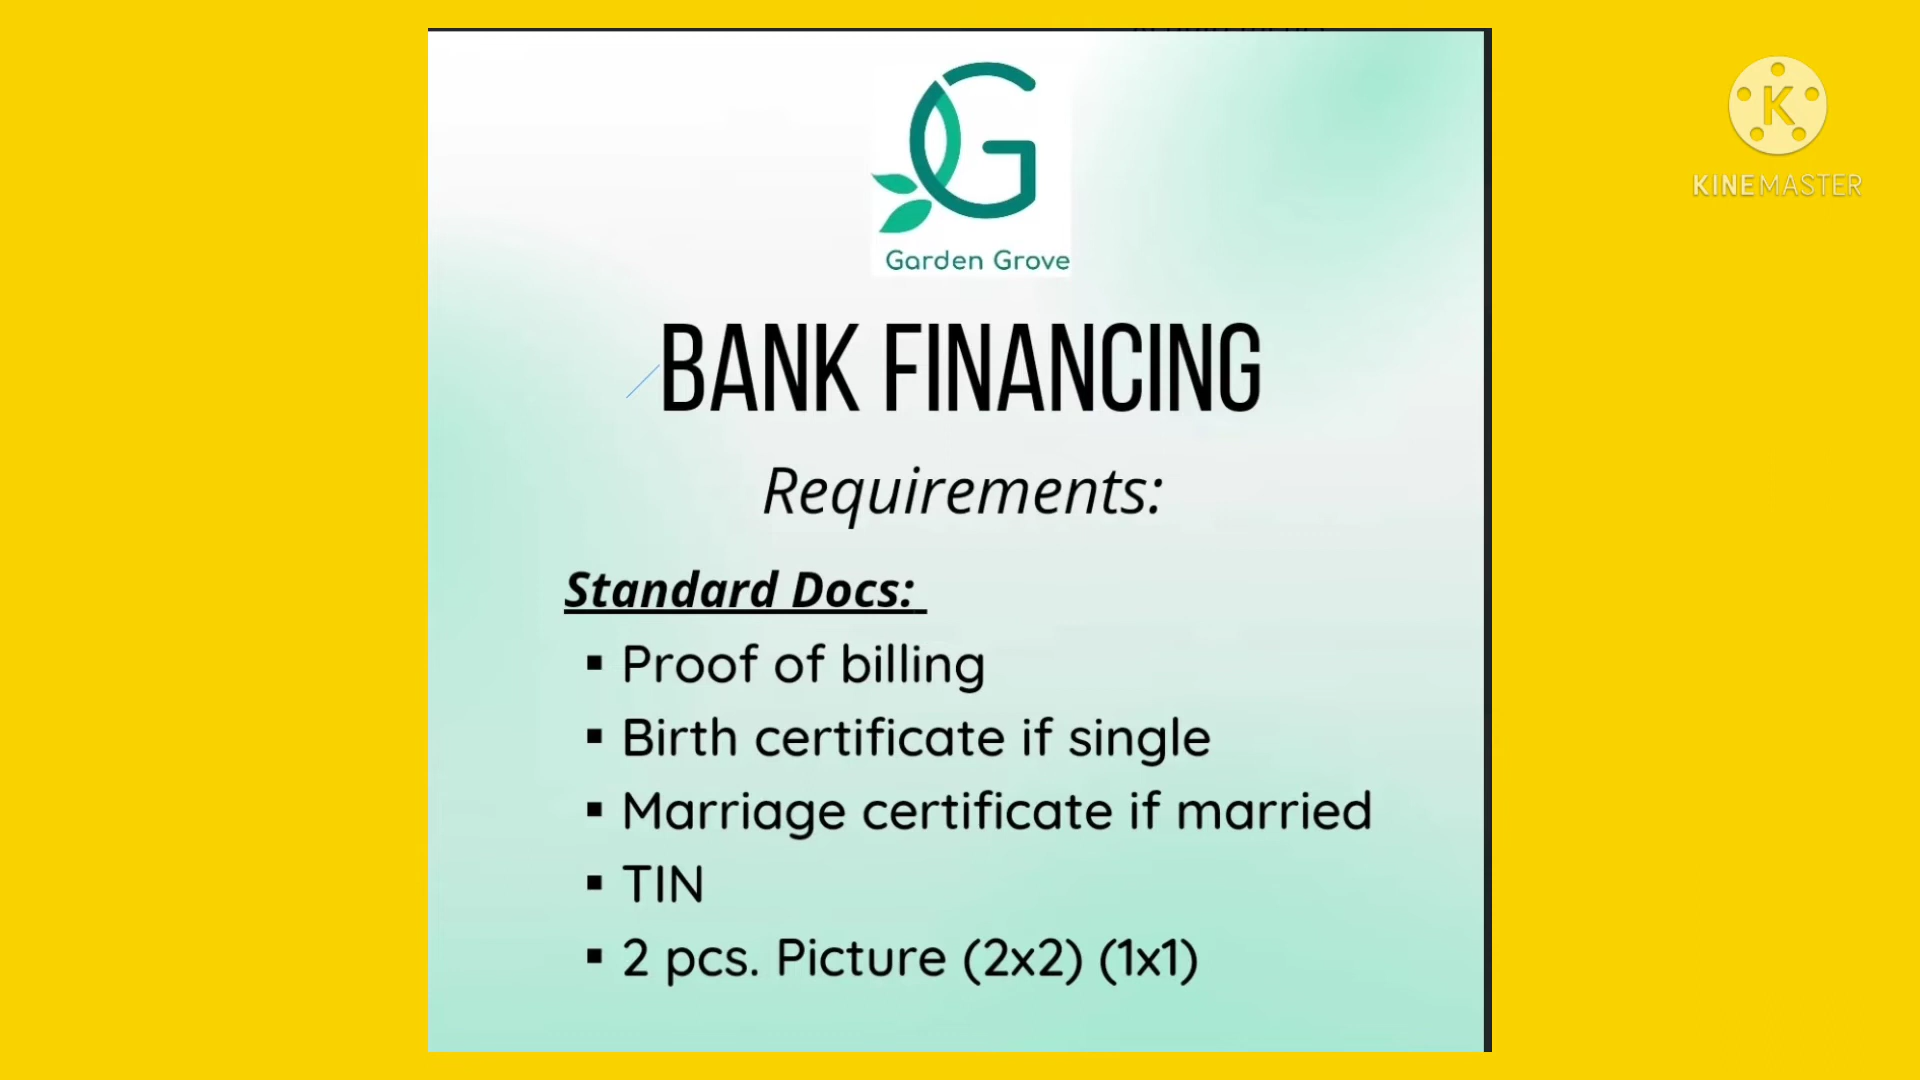 Garden Grove
BANK FINANCING
Requirements:
Standard Docs:
▪ Proof of billing
▪ Birth certificate if single
▪ Marriage certificate if married
▪ TIN
▪ 2 pcs. Picture (2x2) (1x1)
K
KINEMASTER